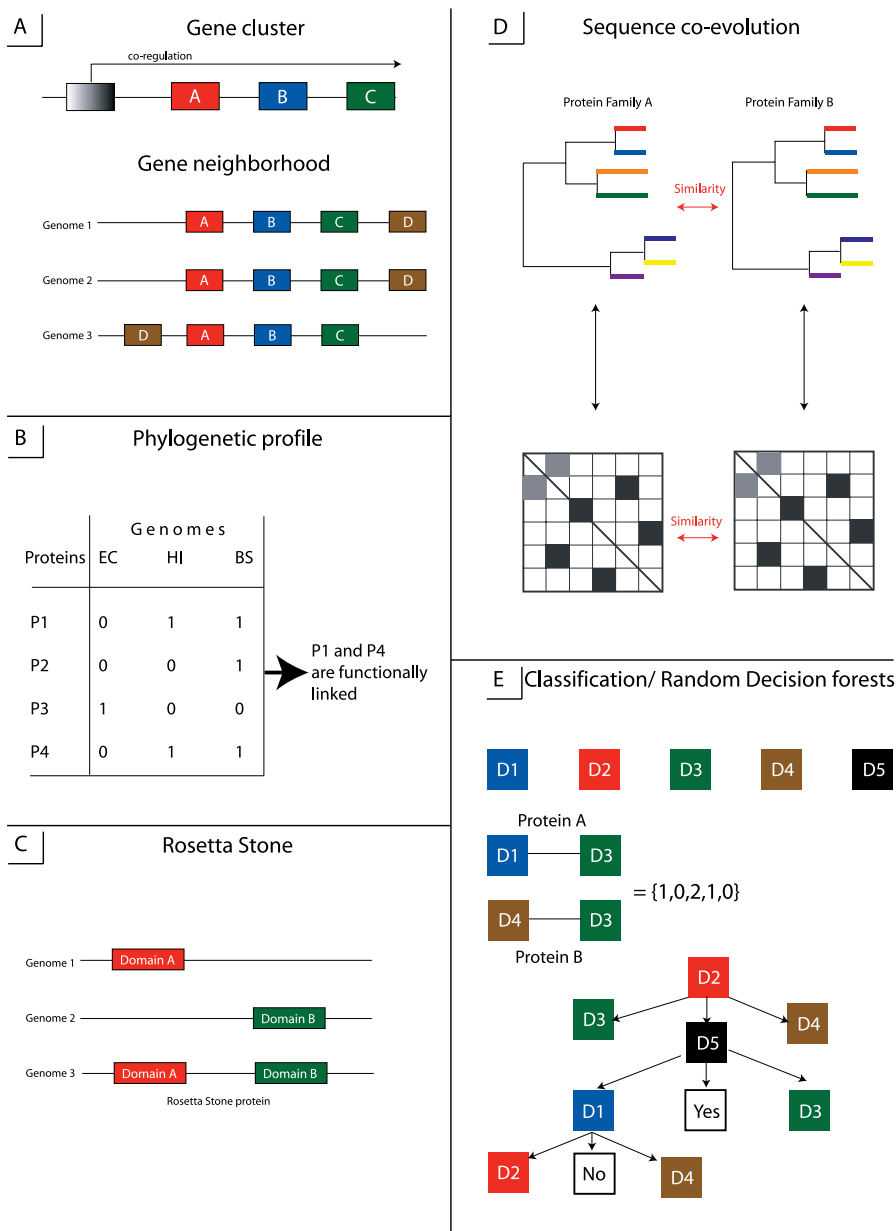 A
Gene cluster
co-regulation
A B C
Gene neighborhood
Genome 1 A B C D
Genome 2 A B C D
Genome 3 D A B C
B
Phylogenetic profile
Genomes
Proteins EC HI BS
P1 0 1 1
P2 0 0 1
P3 1 0 0
P4 0 1 1
P1 and P4
are functionally
linked
C
Rosetta Stone
Genome 1 Domain A
Genome 2 Domain B
Genome 3 Domain A Domain B
Rosetta Stone protein
D
Sequence co-evolution
Protein Family A Protein Family B
Similarity
Similarity
E
Classification/ Random Decision forests
D1 D2 D3 D4 D5
Protein A
D1 D3
= {1,0,2,1,0}
D4 D3
Protein B
D2
D3 D5 D4
D1 Yes D3
D2 No D4